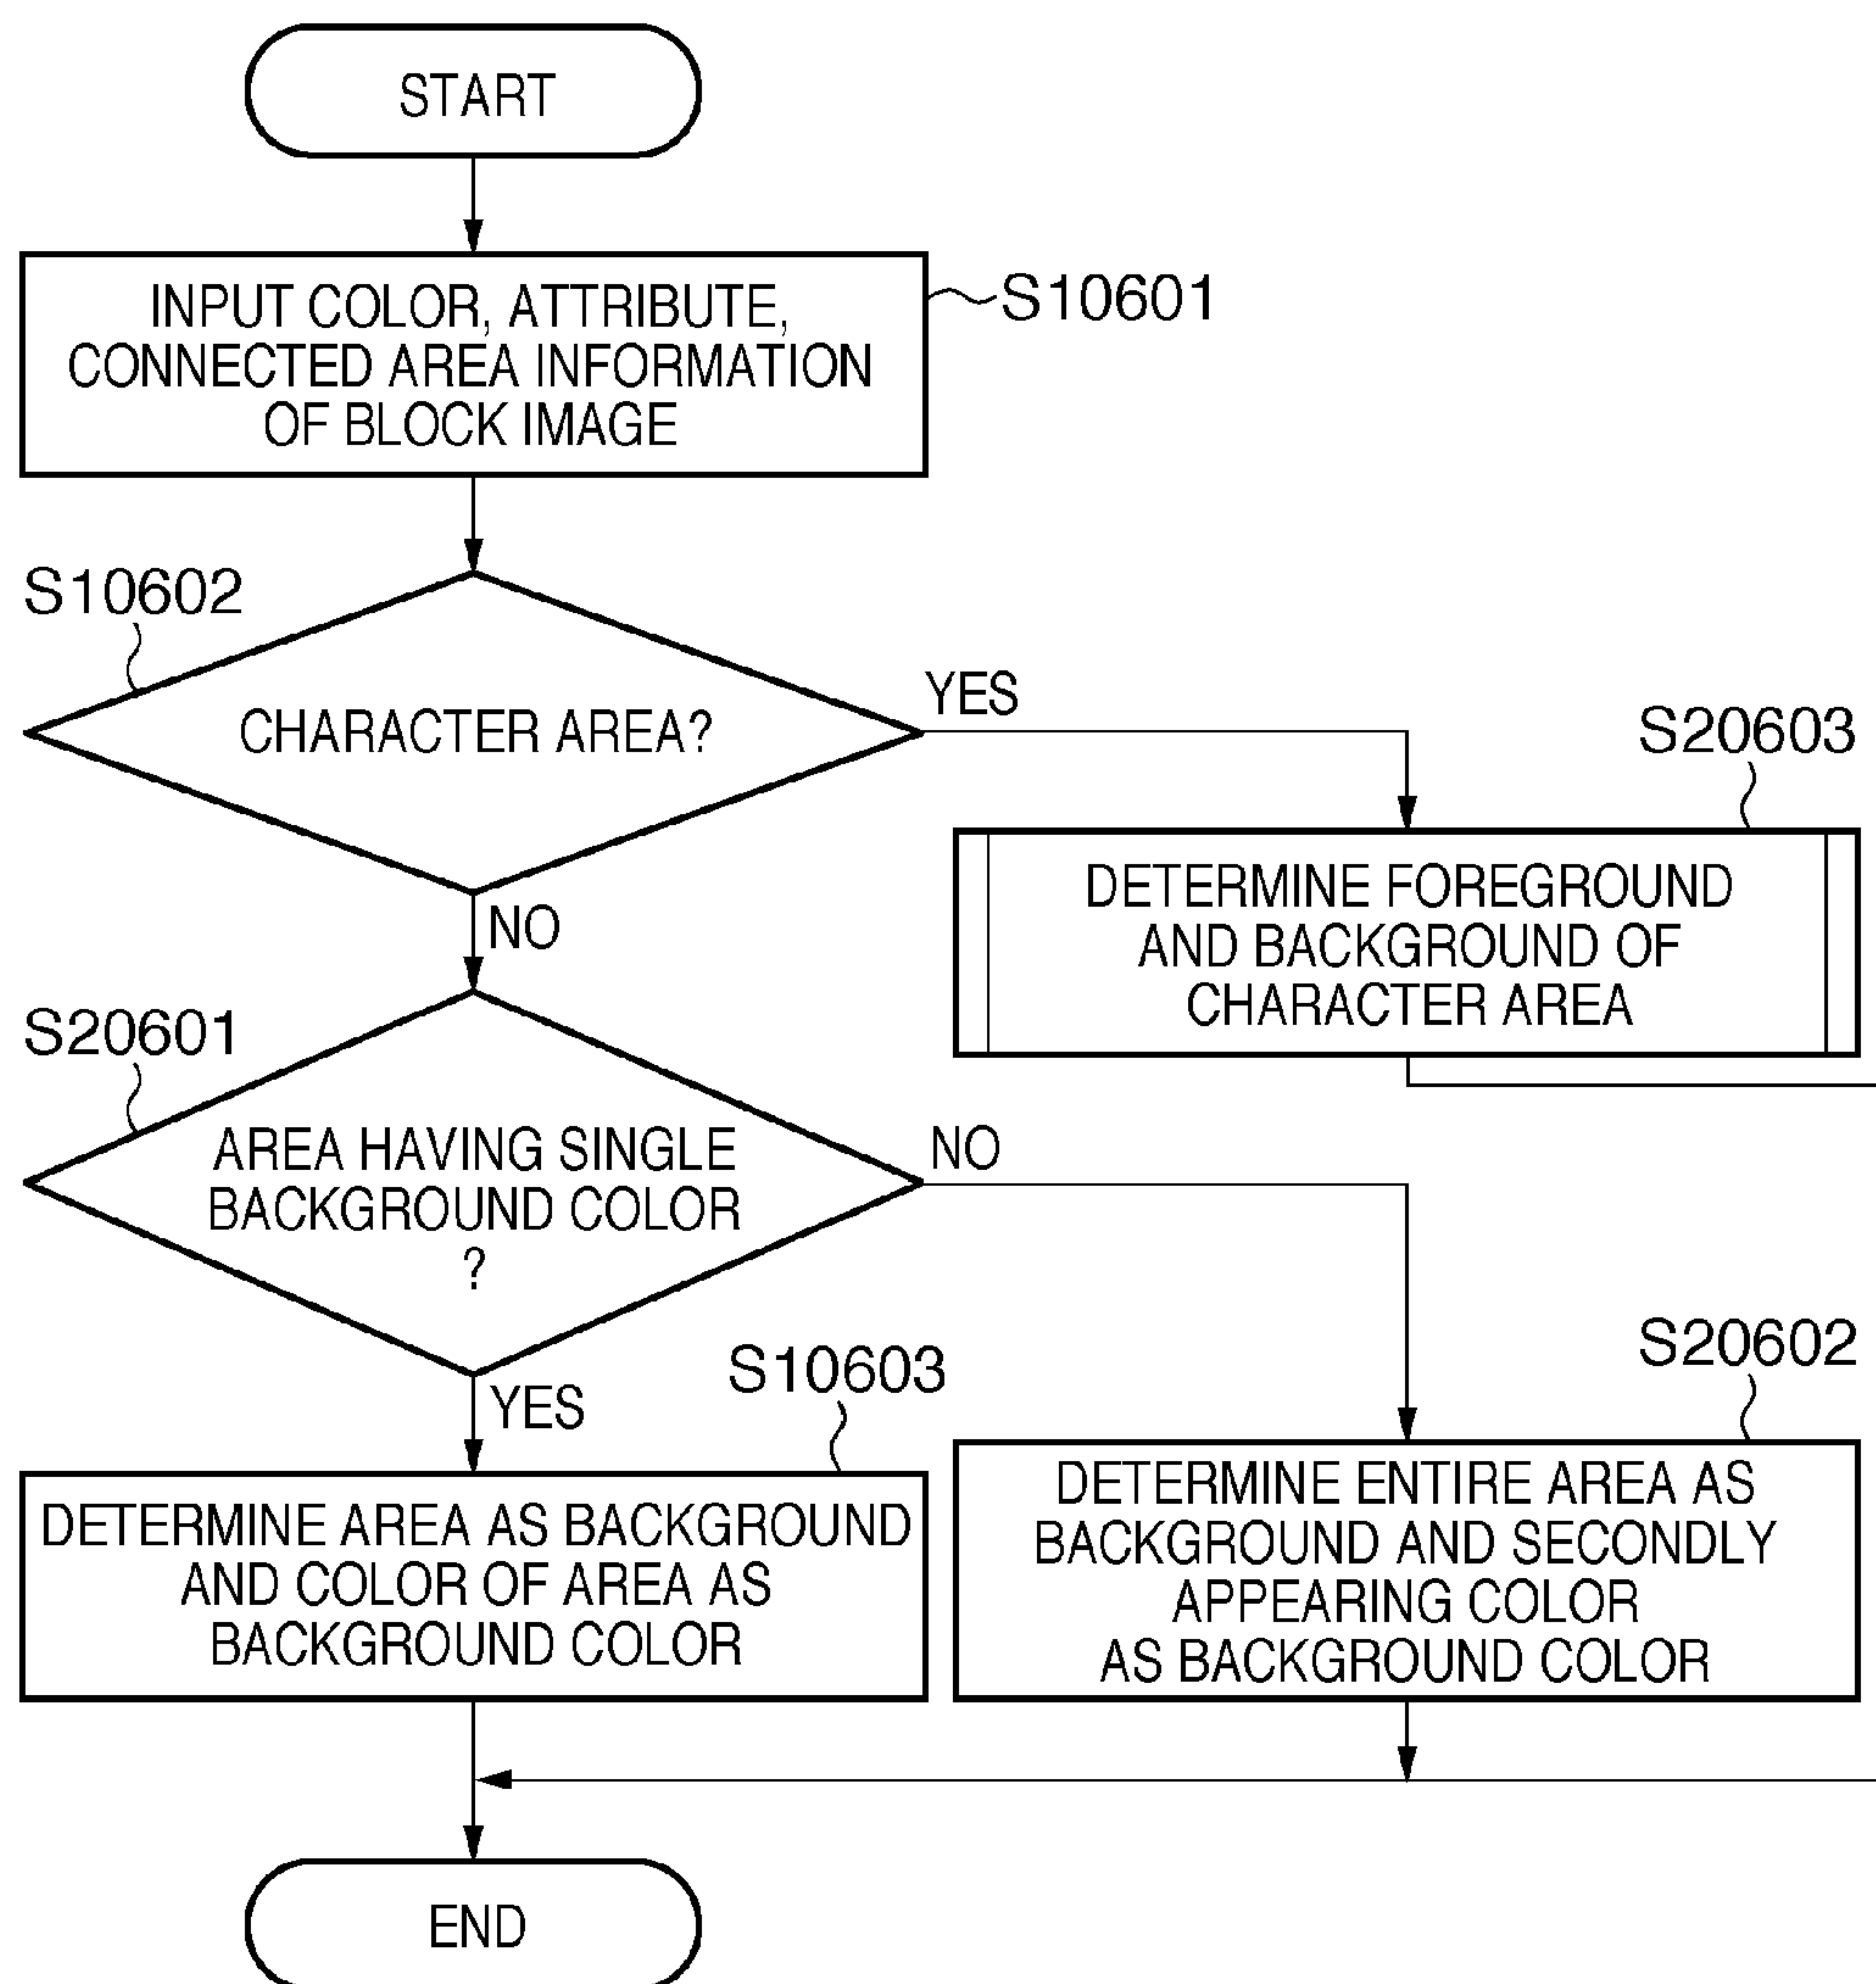 START
INPUT COLOR, ATTRIBUTE,
CONNECTED AREA INFORMATION
OF BLOCK IMAGE
S10601
S10602
CHARACTER AREA?
YES
NO
S20603
DETERMINE FOREGROUND
AND BACKGROUND OF
CHARACTER AREA
S20601
AREA HAVING SINGLE
BACKGROUND COLOR
?
NO
YES
S10603
DETERMINE AREA AS BACKGROUND
AND COLOR OF AREA AS
BACKGROUND COLOR
S20602
DETERMINE ENTIRE AREA AS
BACKGROUND AND SECONDLY
APPEARING COLOR
AS BACKGROUND COLOR
END